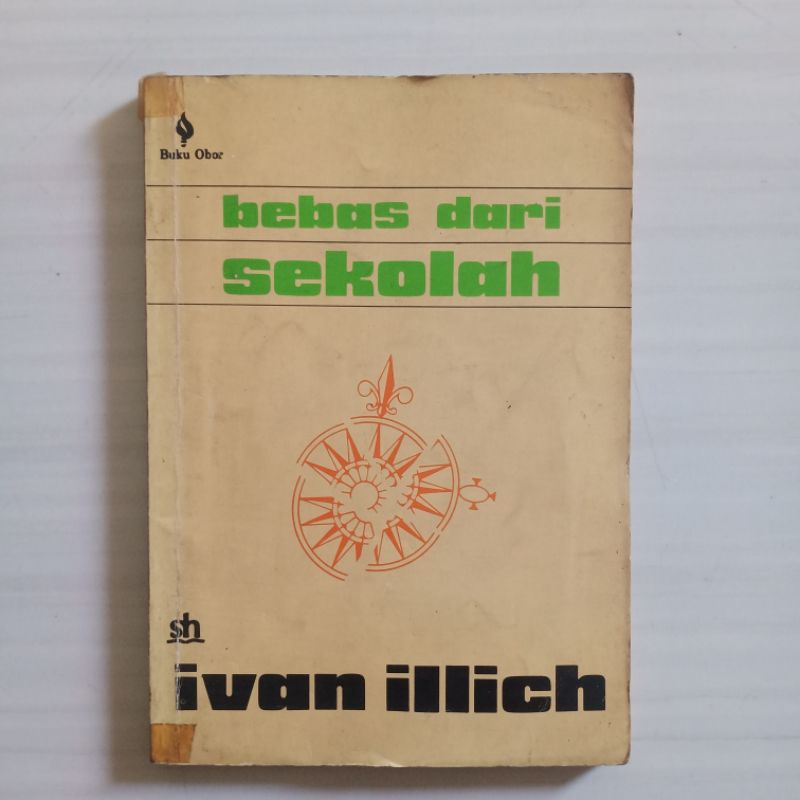 Buku Obor
bebas dari
sekolah
sh
ivan illich